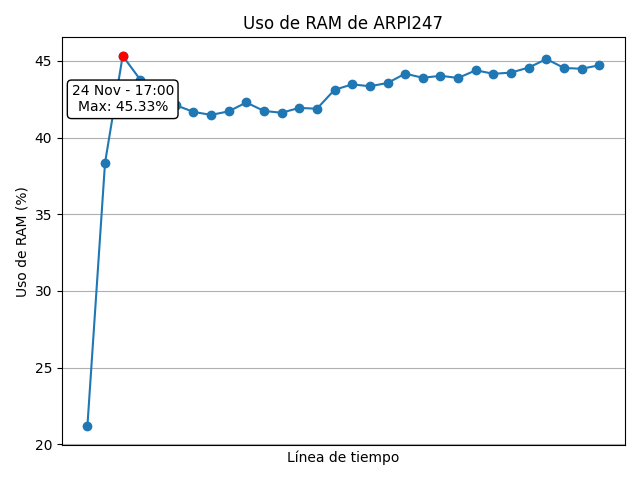 Uso de RAM de ARPI247
45
24 Nov - 17:00
Max: 45.33%
40
35
Uso de RAM (%)
30
25
20
Línea de tiempo